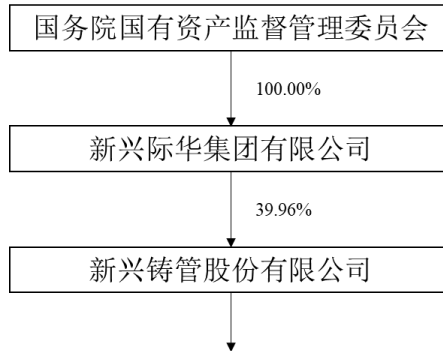 国务院国有资产监督管理委员会
100.00%
新兴际华集团有限公司
39.96%
新兴铸管股份有限公司